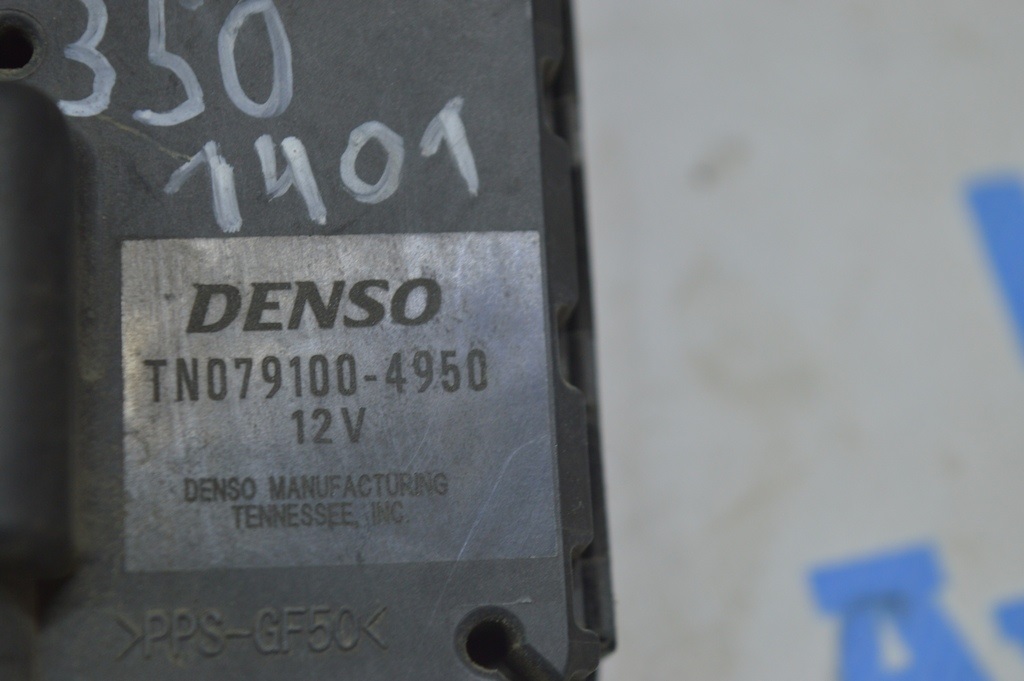 350
1401
DENSO
TN079100-4950
12V
DENSO MANUFACTURING
TENNESSEE, INC.
>PPS-GF50<
A